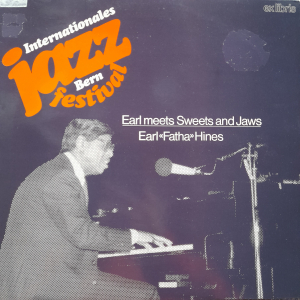 Internationales
jazz
Bern
festival
ex libris
Earl meets Sweets and Jaws
Earl «Fatha» Hines